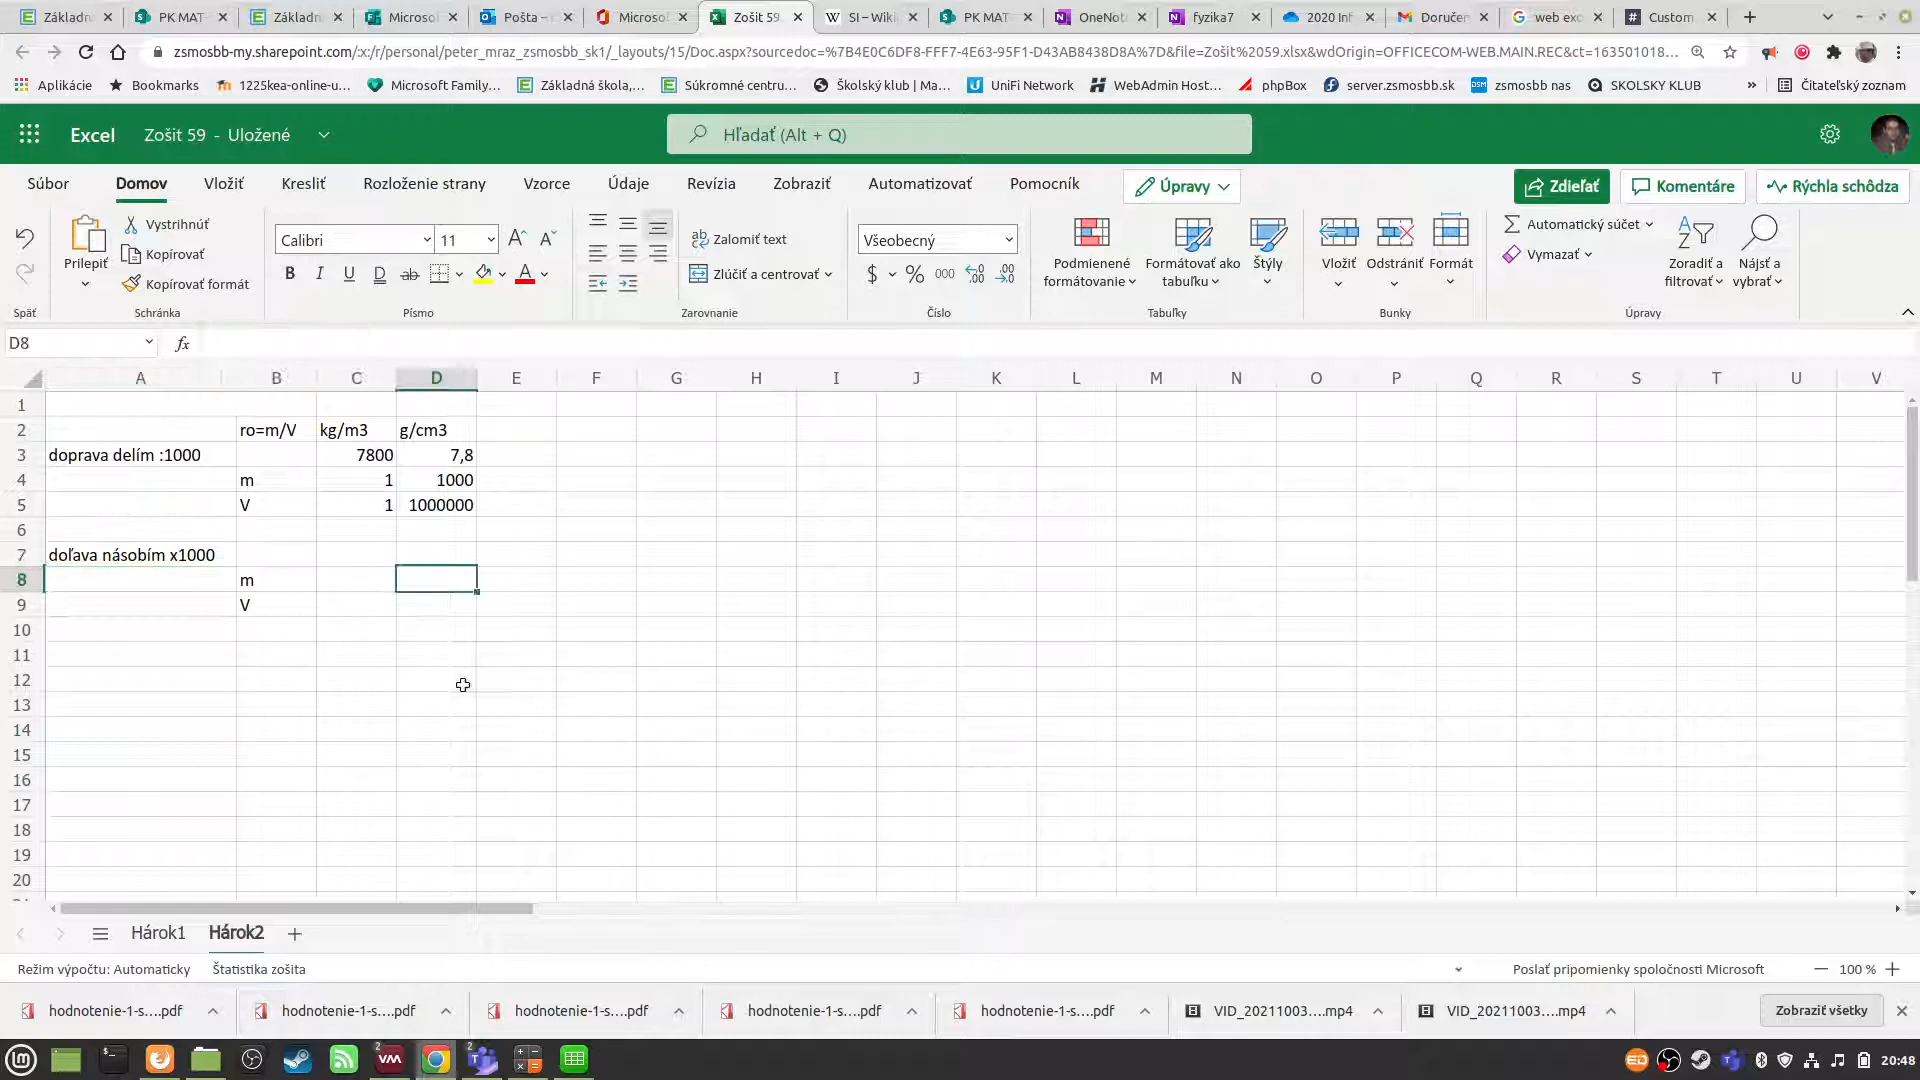 Základn
PK MAT-
Základn
Microso
Pošta –
Microso
Zošit 59.
SI – Wiki
PK MAT-
OneNot
fyzika7
2020 Inf
Doručen
web exc
Custom
zsmosbb-my.sharepoint.com/:x:/r/personal/peter_mraz_zsmosbb_sk1/_layouts/15/Doc.aspx?sourcedoc=%7B4E0C6DF8-FFF7-4E63-95F1-D43AB8438D8A%7D&file=Zošit%2059.xlsx&wdOrigin=OFFICECOM-WEB.MAIN.REC&ct=163501018...
Aplikácie
Bookmarks
1225kea-online-u...
Microsoft Family...
Základná škola,...
Súkromné centru...
Školský klub | Ma...
UniFi Network
WebAdmin Host...
phpBox
server.zsmosbb.sk
zsmosbb nas
SKOLSKY KLUB
»
Čitateľský zoznam
Excel
Zošit 59 - Uložené
Hľadať (Alt + Q)
Súbor
Domov
Vložiť
Kresliť
Rozloženie strany
Vzorce
Údaje
Revízia
Zobraziť
Automatizovať
Pomocník
Úpravy
Zdieľať
Komentáre
Rýchla schôdza
Prilepiť
Vystrihnúť
Kopírovať
Kopírovať formát
Calibri
11
Zalomiť text
Zlúčiť a centrovať
Všeobecný
Podmienené formátovanie
Formátovať ako tabuľku
Štýly
Vložiť
Odstrániť
Formát
Automatický súčet
Vymazať
Zoradiť a filtrovať
Nájsť a vybrať
Späť
Schránka
Písmo
Zarovnanie
Číslo
Tabuľky
Bunky
Úpravy
D8
fx
A B C D E F G H I J K L M N O P Q R S T U V
1
2 ro=m/V kg/m3 g/cm3
3 doprava delím :1000 7800 7,8
4 m 1 1000
5 V 1 1000000
6
7 doľava násobím x1000
8 m
9 V
10
11
12
13
14
15
16
17
18
19
20
Hárok1
Hárok2
Režim výpočtu: Automaticky
Štatistika zošita
Poslať pripomienky spoločnosti Microsoft
100 %
hodnotenie-1-s....pdf
hodnotenie-1-s....pdf
hodnotenie-1-s....pdf
hodnotenie-1-s....pdf
hodnotenie-1-s....pdf
VID_20211003....mp4
VID_20211003....mp4
Zobraziť všetky
20:48